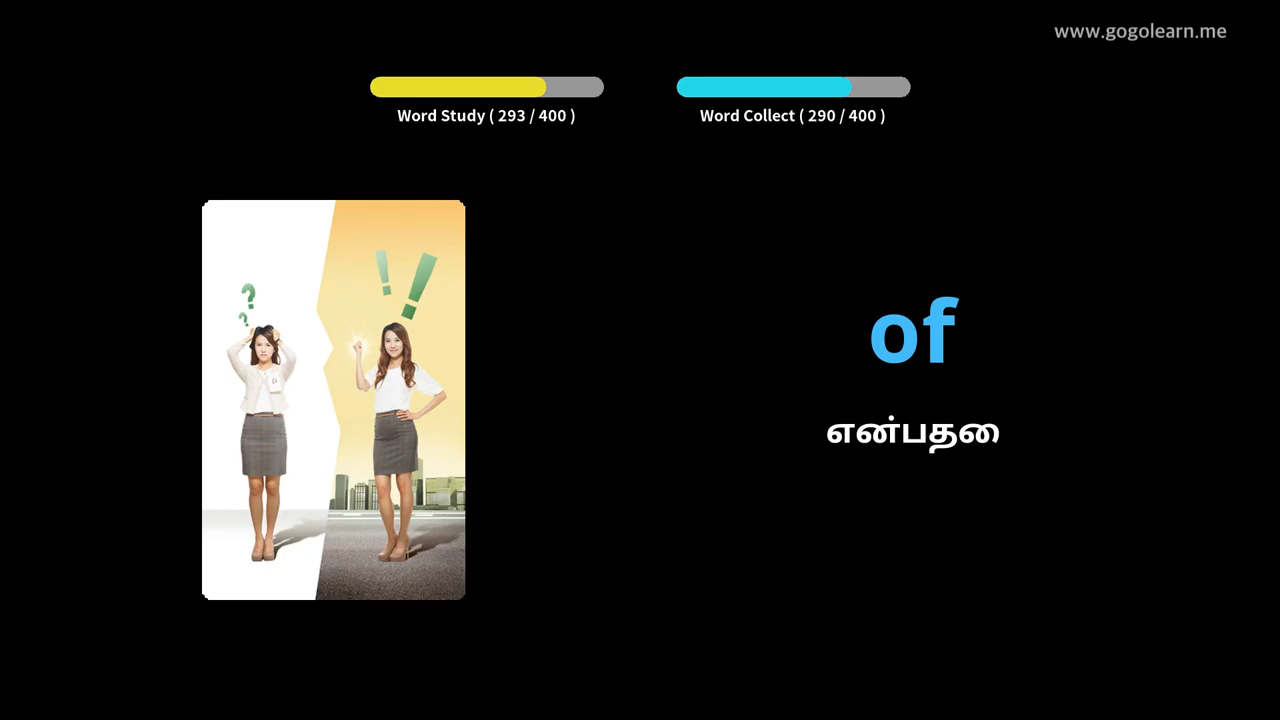 www.gogolearn.me
Word Study ( 293 / 400 )
Word Collect ( 290 / 400 )
? ?
! !
of
என்பதை